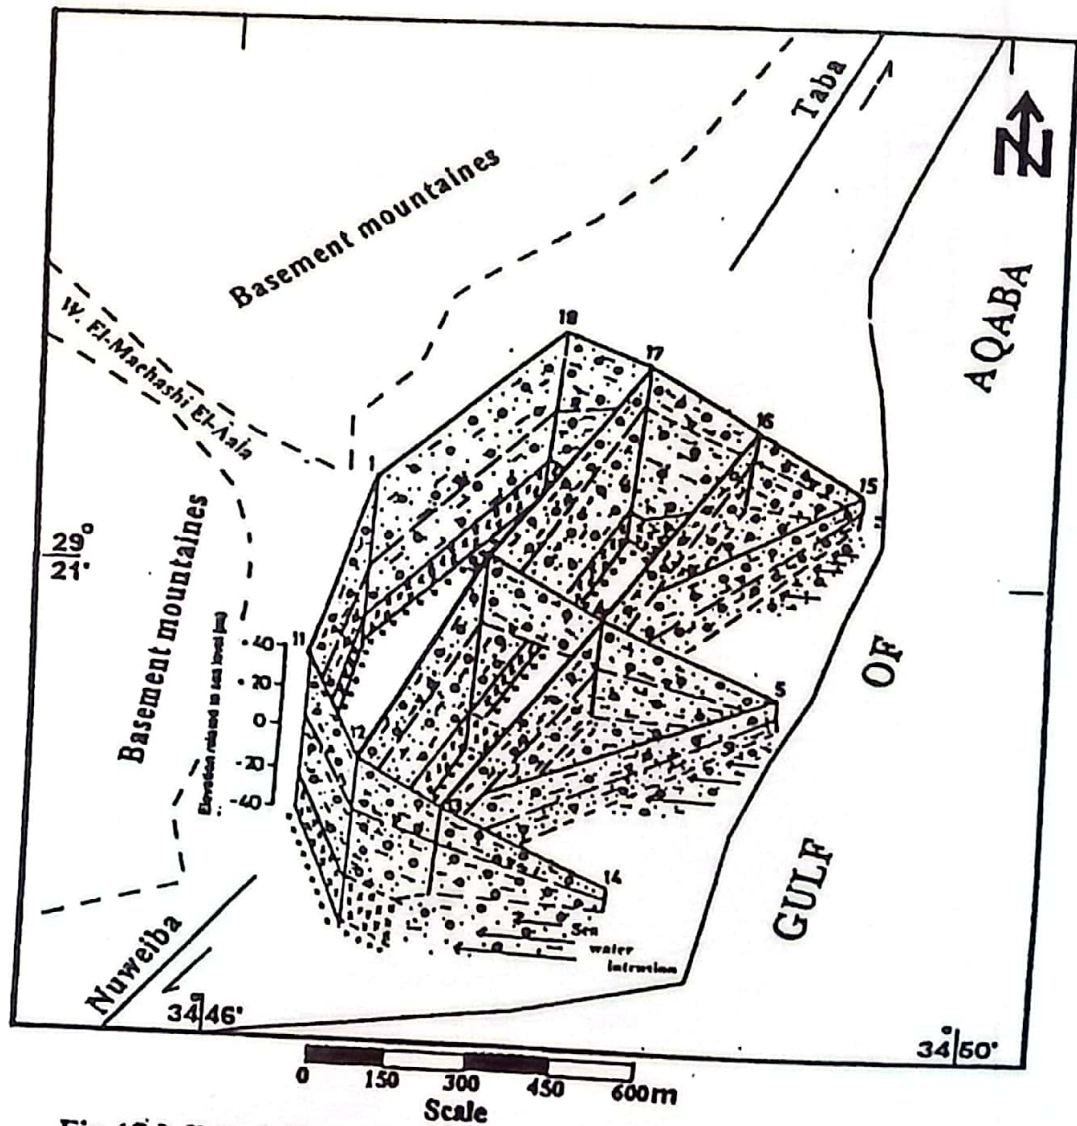 Taba
N
Basement mountaines
AQABA
W. El-Machashi El-Aala
18
17
16
1
15
29°
21'
Basement mountaines
OF
11
Elevation related to sea level (m)
+40
+20
0
-20
-40
5
12
13
14
GULF
Sea
water
intrusion
Nuweiba
34°46'
34°50'
0 150 300 450 600m
Scale